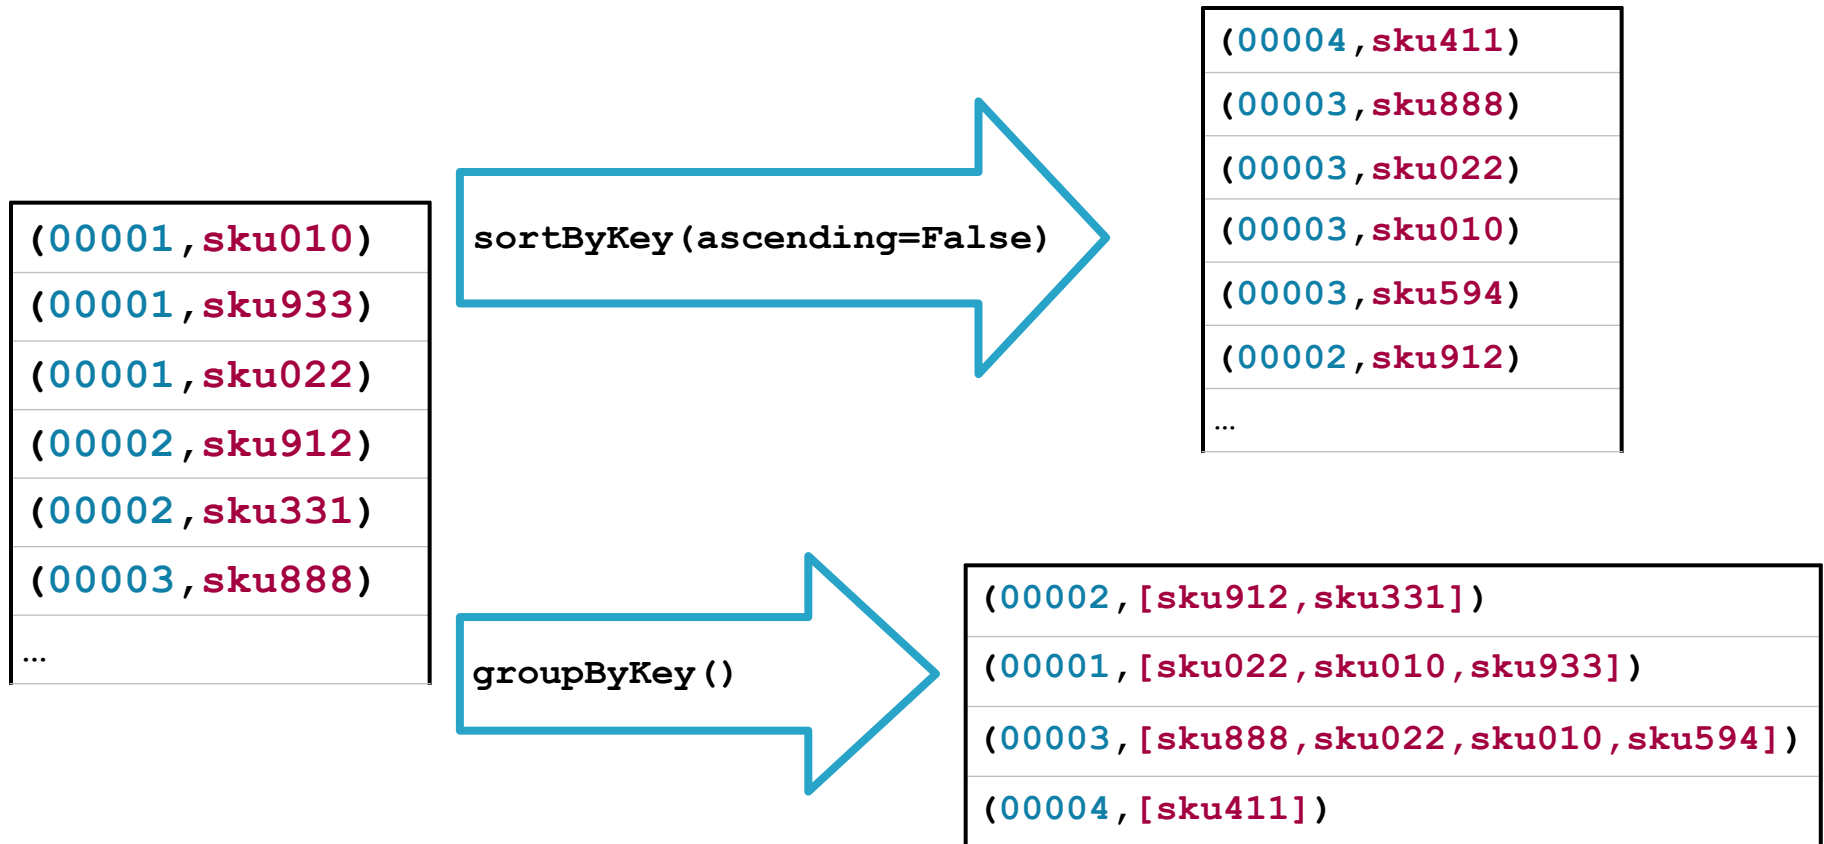 (00001,sku010)
(00001,sku933)
(00001,sku022)
(00002,sku912)
(00002,sku331)
(00003,sku888)
…
sortByKey(ascending=False)
(00004,sku411)
(00003,sku888)
(00003,sku022)
(00003,sku010)
(00003,sku594)
(00002,sku912)
…
groupByKey()
(00002,[sku912,sku331])
(00001,[sku022,sku010,sku933])
(00003,[sku888,sku022,sku010,sku594])
(00004,[sku411])